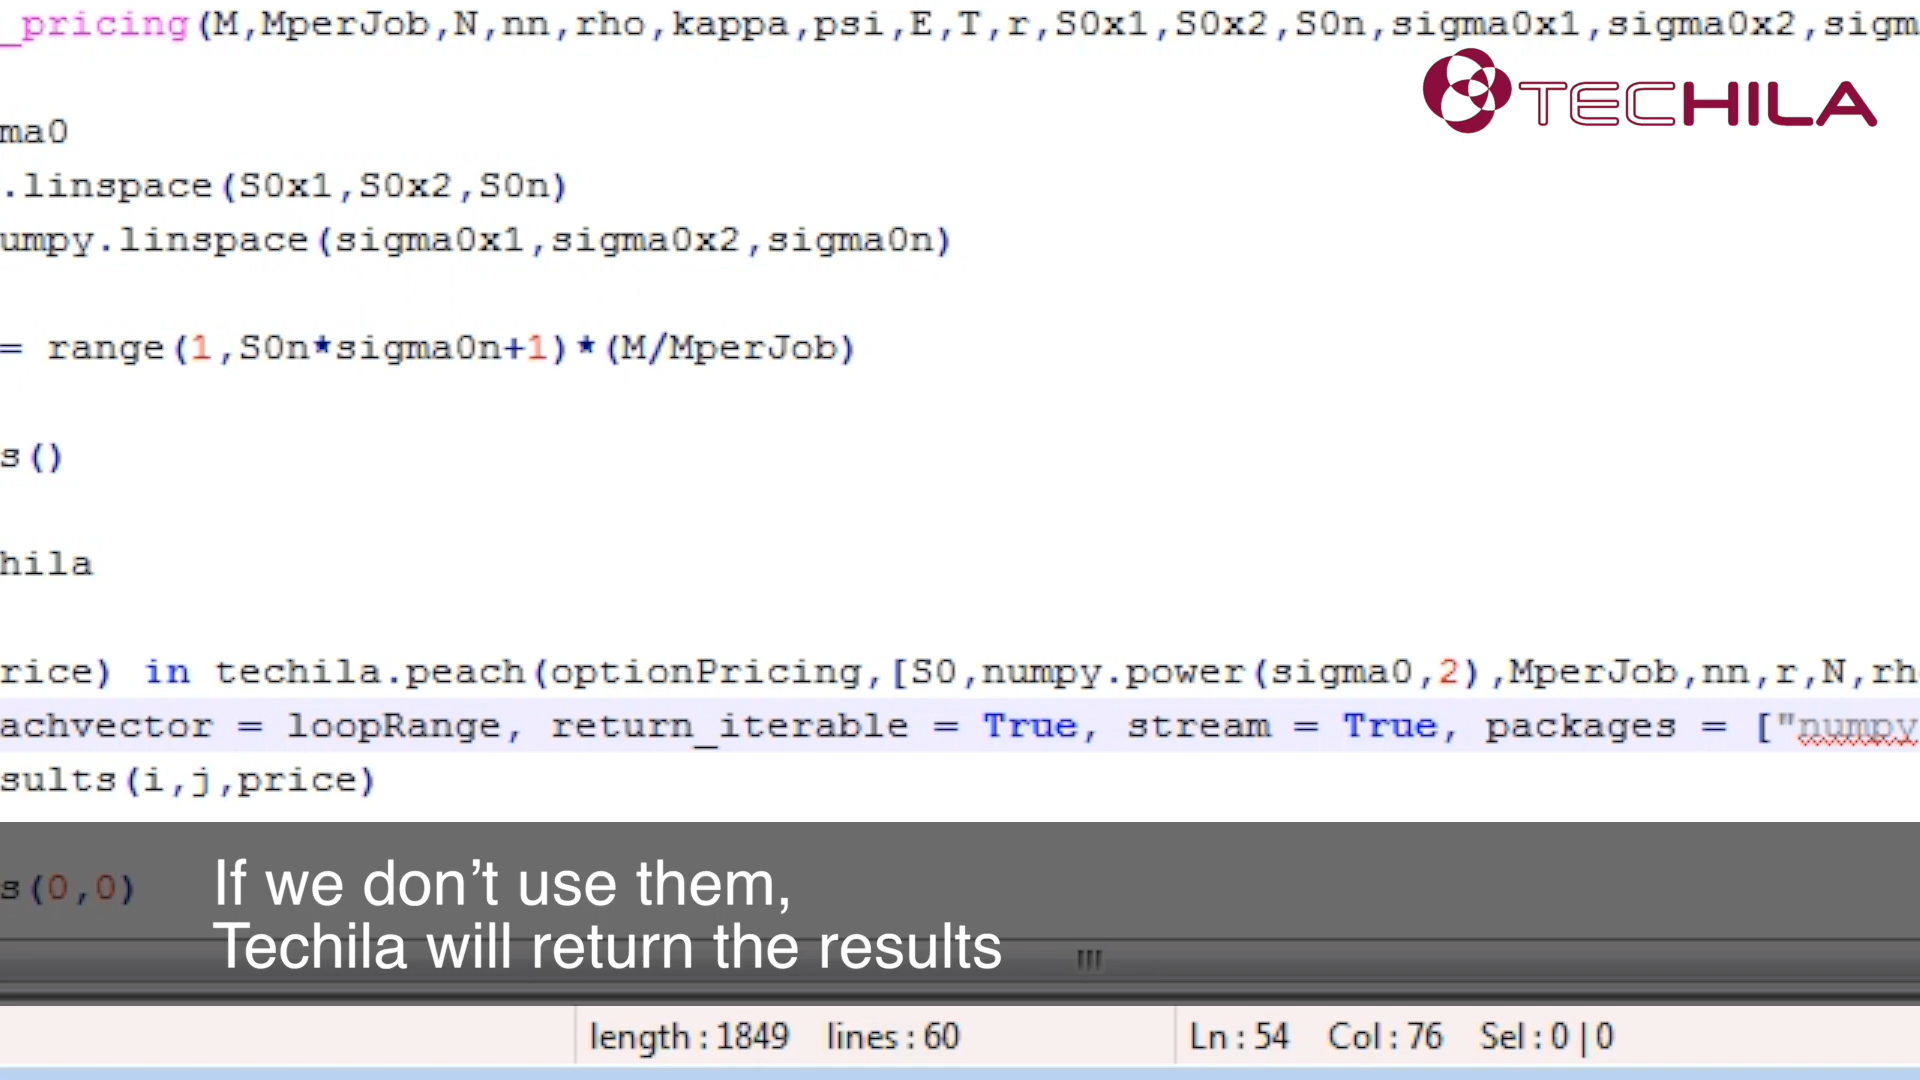 _pricing(M,MperJob,N,nn,rho,kappa,psi,E,T,r,S0x1,S0x2,S0n,sigma0x1,sigma0x2,sigm
TECHILA
ma0
.linspace(S0x1,S0x2,S0n)
umpy.linspace(sigma0x1,sigma0x2,sigma0n)
= range(1,S0n*sigma0n+1)*(M/MperJob)
s()
hila
rice) in techila.peach(optionPricing,[S0,numpy.power(sigma0,2),MperJob,nn,r,N,rh
achvector = loopRange, return_iterable = True, stream = True, packages = ["numpy
sults(i,j,price)
s(0,0)
If we don’t use them,
Techila will return the results
length : 1849 lines : 60
Ln : 54 Col : 76 Sel : 0 | 0